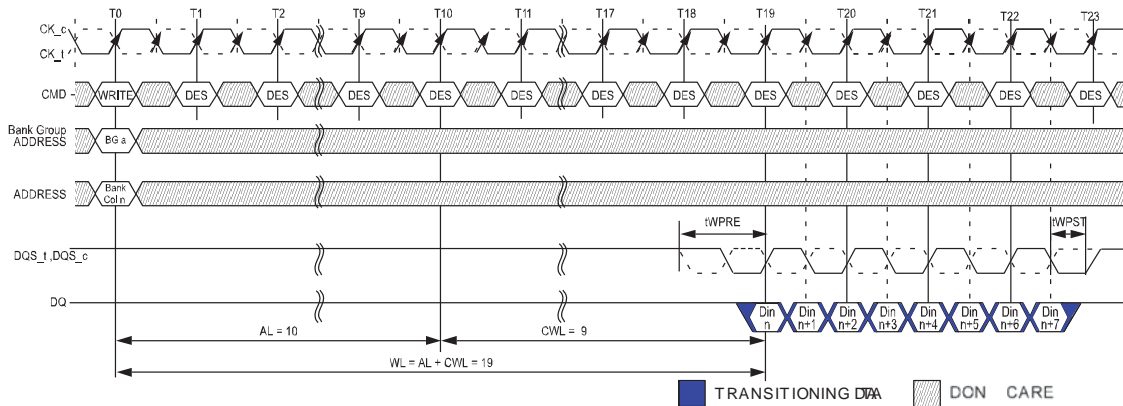 T0 T1 T2 T9 T10 T11 T17 T18 T19 T20 T21 T22 T23
CK_c
CK_t
CMD WRITE DES DES DES DES DES DES DES DES DES DES DES DES
Bank Group
ADDRESS
BG a
ADDRESS
Bank
Col n
tWPRE tWPST
DQS_t ,DQS_c
DQ
Din
n
Din
n+1
Din
n+2
Din
n+3
Din
n+4
Din
n+5
Din
n+6
Din
n+7
AL = 10 CWL = 9
WL = AL + CWL = 19
TRANSITIONING DATA DON CARE